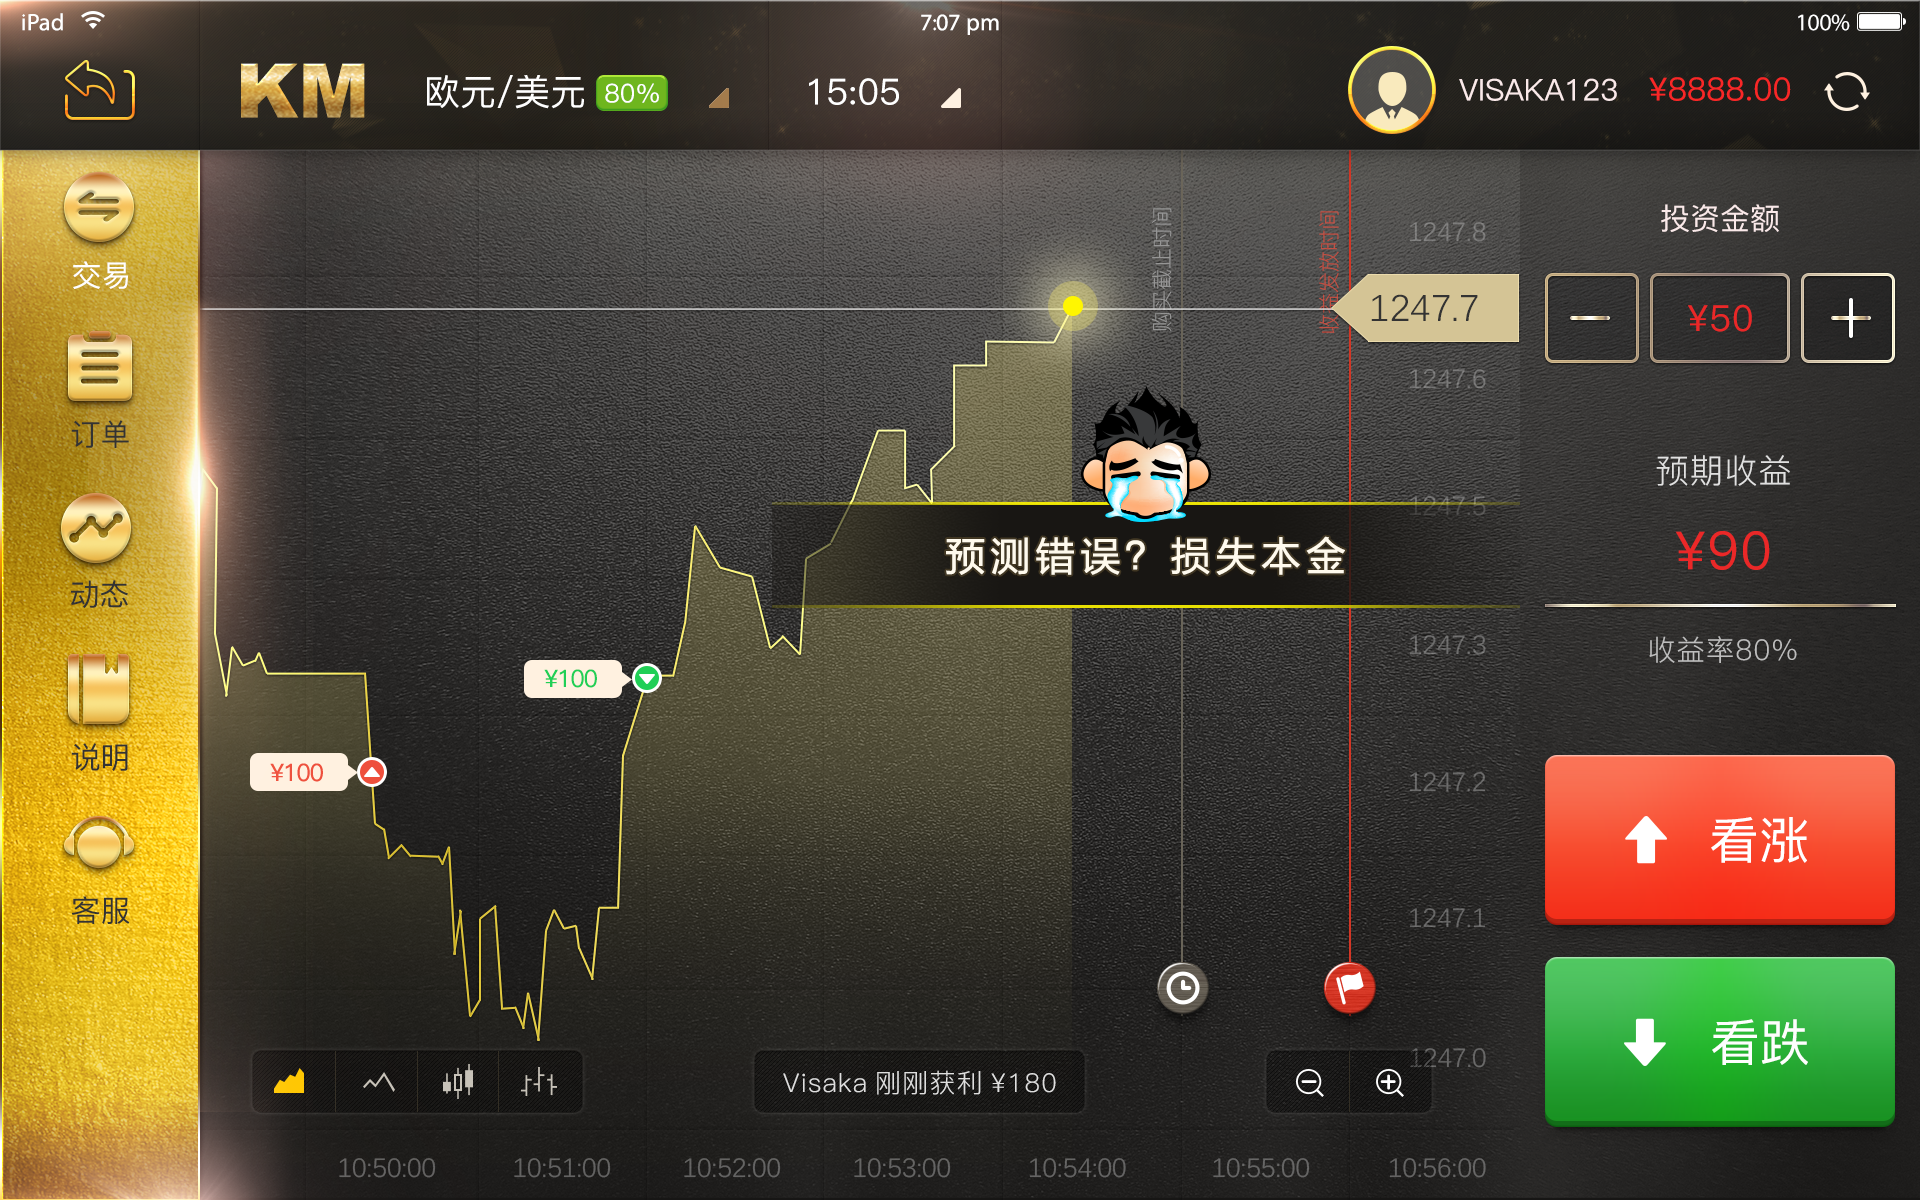 iPad
7:07 pm
100%
KM
欧元/美元 80%
15:05
VISAKA123
¥8888.00
交易
订单
动态
说明
客服
购买截止时间
收益发放时间
1247.8
1247.7
1247.6
1247.5
1247.3
1247.2
1247.1
1247.0
预测错误? 损失本金
¥100
¥100
投资金额
¥50
预期收益
¥90
收益率80%
看涨
看跌
Visaka 刚刚获利 ¥180
10:50:00
10:51:00
10:52:00
10:53:00
10:54:00
10:55:00
10:56:00